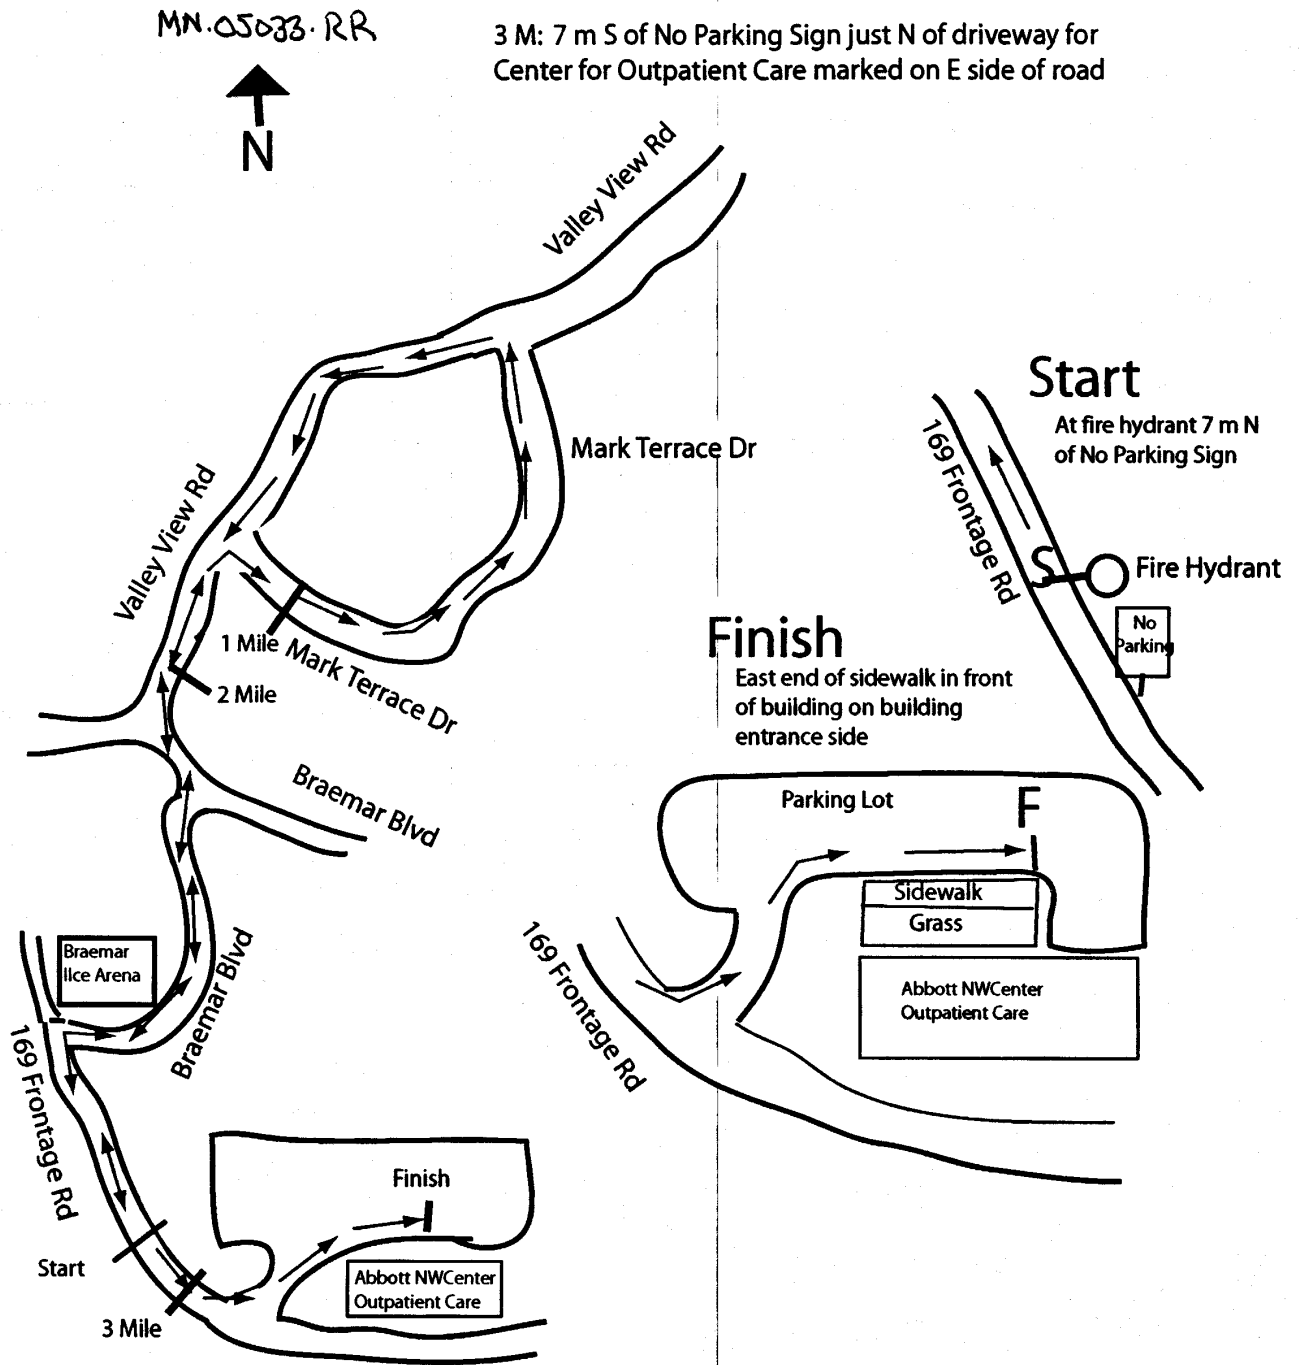 MN.05033.RR
3 M: 7 m S of No Parking Sign just N of driveway for
Center for Outpatient Care marked on E side of road
N
Valley View Rd
Start
At fire hydrant 7 m N
of No Parking Sign
169 Frontage Rd
S
Fire Hydrant
No
Parking
Mark Terrace Dr
Valley View Rd
1 Mile
Mark Terrace Dr
2 Mile
Finish
East end of sidewalk in front
of building on building
entrance side
Braemar Blvd
Parking Lot
F
Sidewalk
Grass
169 Frontage Rd
Abbott NWCenter
Outpatient Care
Braemar
IIce Arena
Braemar Blvd
169 Frontage Rd
Finish
Start
Abbott NWCenter
Outpatient Care
3 Mile